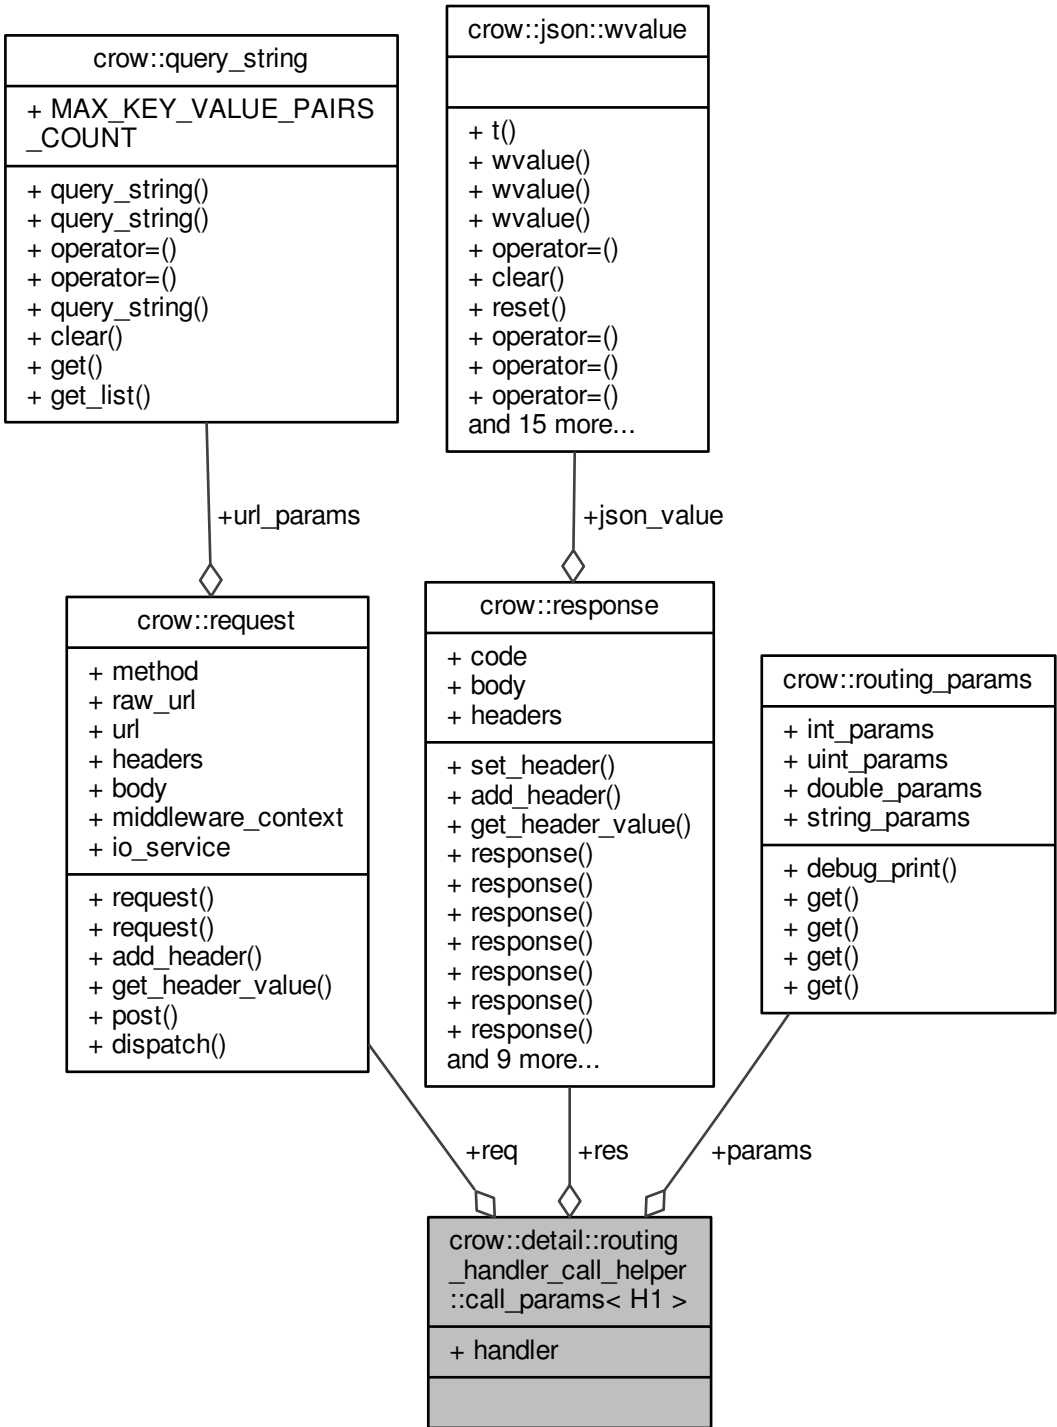 crow::query_string
+ MAX_KEY_VALUE_PAIRS
_COUNT
+ query_string()
+ query_string()
+ operator=()
+ operator=()
+ query_string()
+ clear()
+ get()
+ get_list()
crow::json::wvalue
+ t()
+ wvalue()
+ wvalue()
+ wvalue()
+ operator=()
+ clear()
+ reset()
+ operator=()
+ operator=()
+ operator=()
and 15 more...
+url_params
+json_value
crow::request
+ method
+ raw_url
+ url
+ headers
+ body
+ middleware_context
+ io_service
+ request()
+ request()
+ add_header()
+ get_header_value()
+ post()
+ dispatch()
crow::response
+ code
+ body
+ headers
+ set_header()
+ add_header()
+ get_header_value()
+ response()
+ response()
+ response()
+ response()
+ response()
+ response()
+ response()
and 9 more...
crow::routing_params
+ int_params
+ uint_params
+ double_params
+ string_params
+ debug_print()
+ get()
+ get()
+ get()
+ get()
+req
+res
+params
crow::detail::routing
_handler_call_helper
::call_params< H1 >
+ handler